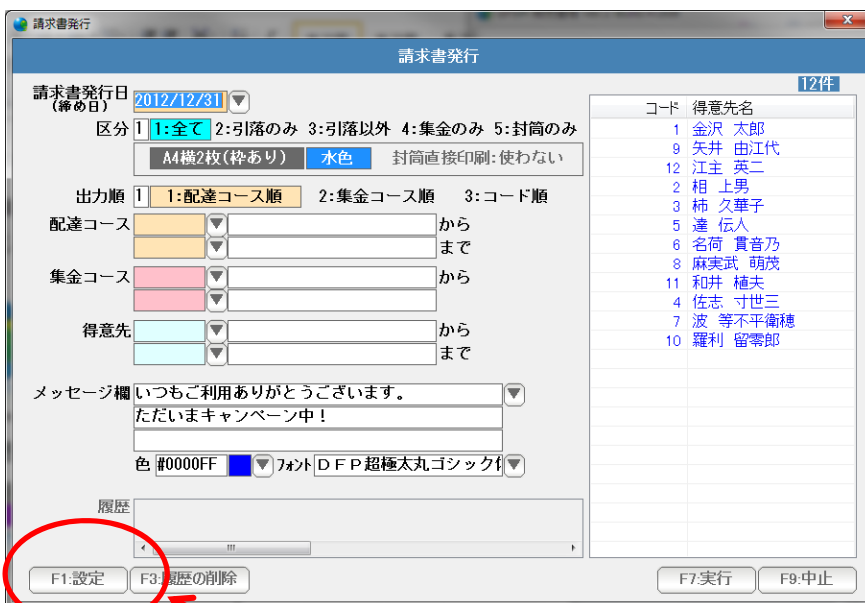 請求書発行
請求書発行
請求書発行日
(締め日)
2012/12/31
区分 1 1:全て 2:引落のみ 3:引落以外 4:集金のみ 5:封筒のみ
A4横2枚(枠あり) 水色 封筒直接印刷:使わない
出力順 1 1:配達コース順 2:集金コース順 3:コード順
配達コース から
まで
集金コース から
得意先 から
まで
メッセージ欄 いつもご利用ありがとうございます。
ただいまキャンペーン中!
色 #0000FF フォント DFP超極太丸ゴシック
履歴
F1:設定 F3:履歴の削除
12件
コード 得意先名
1 金沢 太郎
9 矢井 由江代
12 江主 英二
2 相 上男
3 柿 久華子
5 達 伝人
6 名荷 貫音乃
8 麻実武 萌茂
11 和井 植夫
4 佐志 寸世三
7 波 等不平衛穂
10 羅利 留零郎
F7:実行 F9:中止